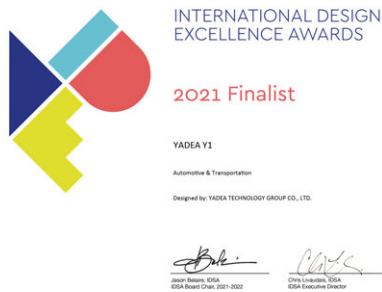 INTERNATIONAL DESIGN
EXCELLENCE AWARDS
2021 Finalist
YADEA Y1
Automotive & Transportation
Designed by: YADEA TECHNOLOGY GROUP CO., LTD.
Jason Belaire, IDSA
IDSA Board Chair, 2021-2022
Chris Livaudais, IDSA
IDSA Executive Director